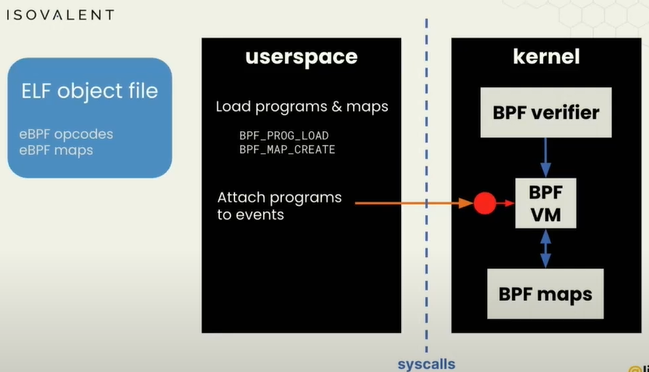 ISOVALENT
ELF object file
eBPF opcodes
eBPF maps
userspace
Load programs & maps
BPF_PROG_LOAD
BPF_MAP_CREATE
Attach programs
to events
syscalls
kernel
BPF verifier
BPF
VM
BPF maps